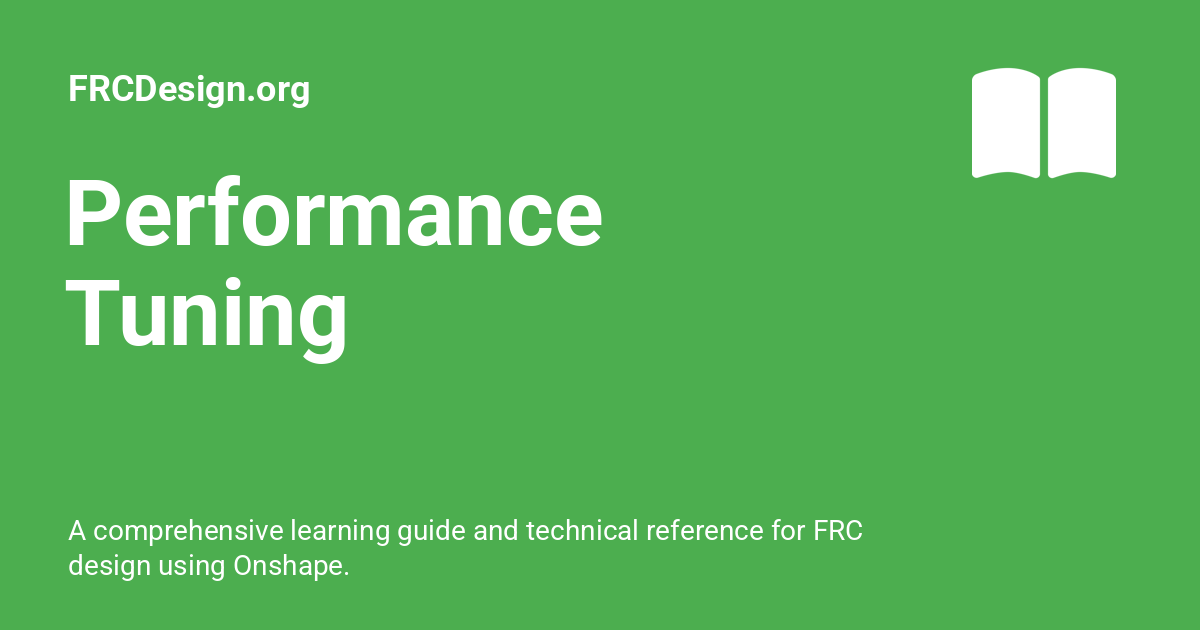 FRCDesign.org
Performance
Tuning
A comprehensive learning guide and technical reference for FRC
design using Onshape.